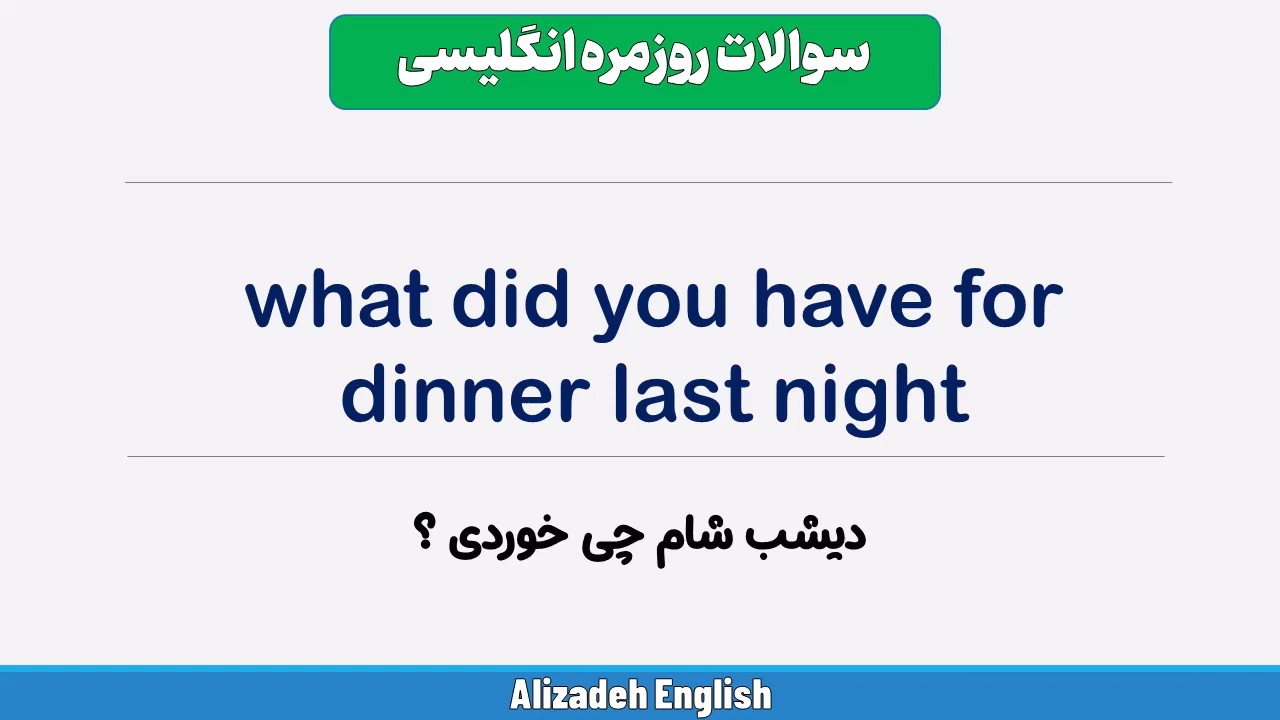 سوالات روزمره انگلیسی
what did you have for
dinner last night
دیشب شام چی خوردی ؟
Alizadeh English